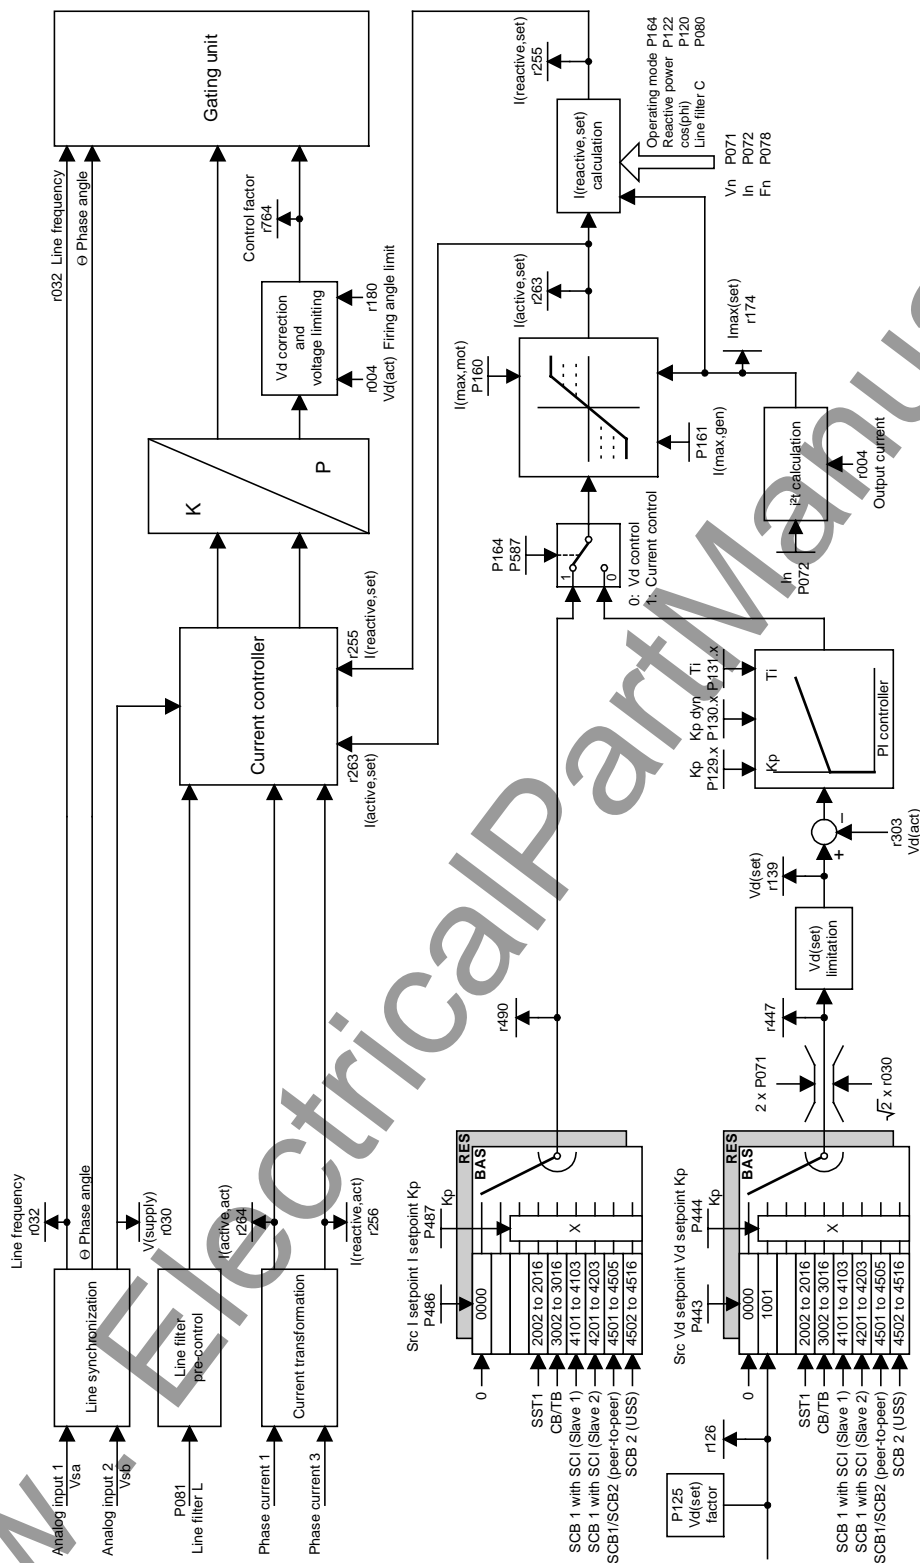 Gating unit
r032 Line frequency
Θ Phase angle
Control factor
r764
Vd correction
and
voltage limiting
r180
Firing angle limit
r004
Vd(act)
K
P
Current controller
r255
I(reactive,set)
r263
I(active,set)
Line frequency
r032
Θ Phase angle
V(supply)
r030
I(active,act)
r264
I(reactive,act)
r256
Line synchronization
Line filter
pre-control
Current transformation
Analog input 1
Vsa
Analog input 2
Vsb
P081
Line filter L
Phase current 1
Phase current 3
I(reactive,set)
r255
I(reactive,set)
calculation
Operating mode P164
Reactive power P122
cos(phi) P120
Line filter C P080
Vn P071
In P072
Fn P078
I(active,set)
r263
I(max,mot)
P160
P161
I(max,gen)
Imax(set)
r174
i²t calculation
r004
Output current
In
P072
P164
P587
1
0
0: Vd control
1: Current control
Kp
P129.x
Kp dyn
P130.x
Ti
P131.x
Kp
Ti
PI controller
+
−
r303
Vd(act)
Vd(set)
r139
Vd(set)
limitation
r447
r490
2 x P071
√2 x r030
Src I setpoint
P486
I setpoint Kp
P487
Kp
RES
BAS
X
0000
2002 to 2016
3002 to 3016
4101 to 4103
4201 to 4203
4501 to 4505
4502 to 4516
0
SST1
CB/TB
SCB 1 with SCI (Slave 1)
SCB 1 with SCI (Slave 2)
SCB1/SCB2 (peer-to-peer)
SCB 2 (USS)
Src Vd setpoint
P443
Vd setpoint Kp
P444
Kp
RES
BAS
X
0000
1001
2002 to 2016
3002 to 3016
4101 to 4103
4201 to 4203
4501 to 4505
4502 to 4516
0
SST1
CB/TB
SCB 1 with SCI (Slave 1)
SCB 1 with SCI (Slave 2)
SCB1/SCB2 (peer-to-peer)
SCB 2 (USS)
r126
P125
Vd(set)
factor
w . ElectricalPartManu